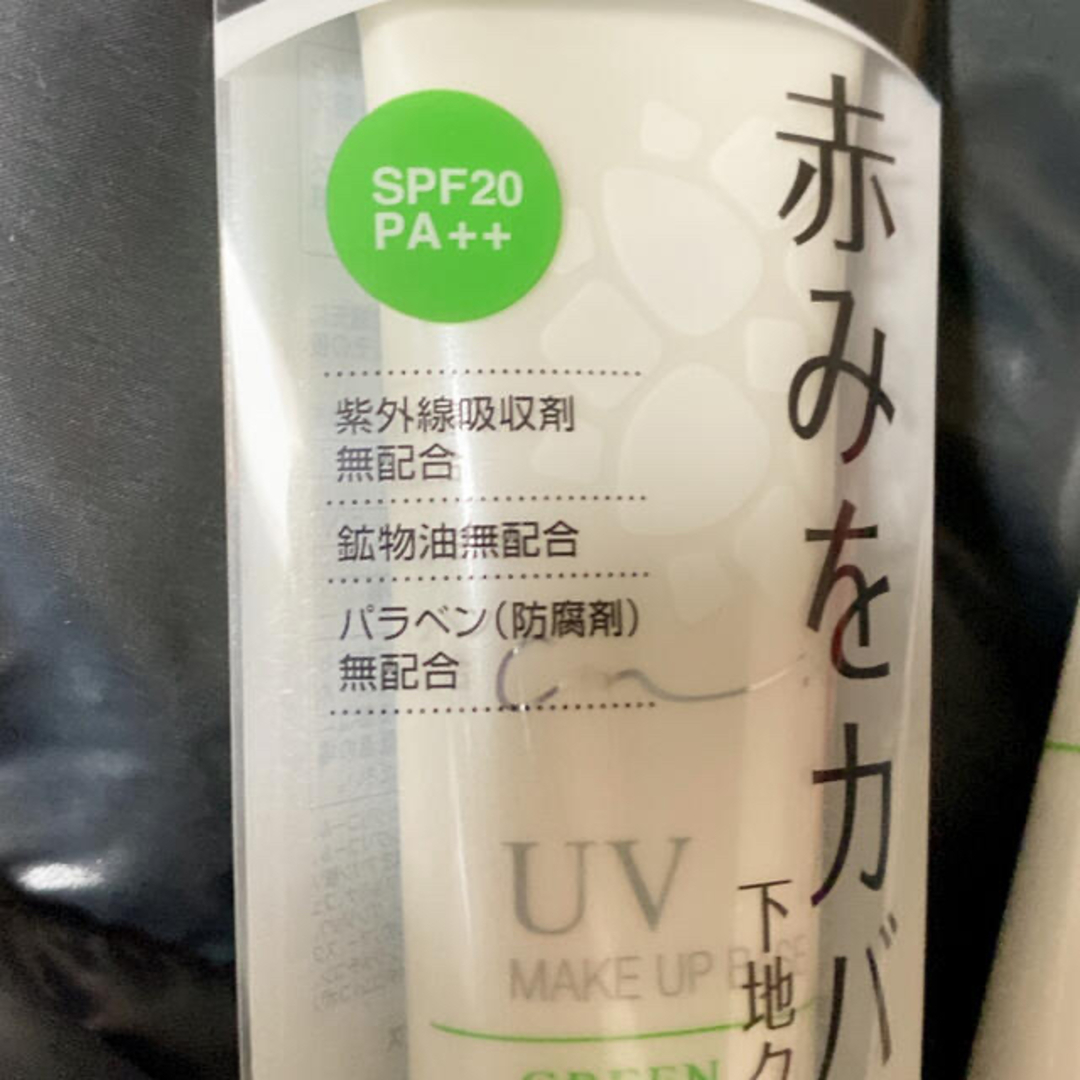 SPF20
PA++
紫外線吸収剤
無配合
鉱物油無配合
パラベン(防腐剤)
無配合
赤みをカバ
下地ク
UV
MAKE UP BASE
GREEN